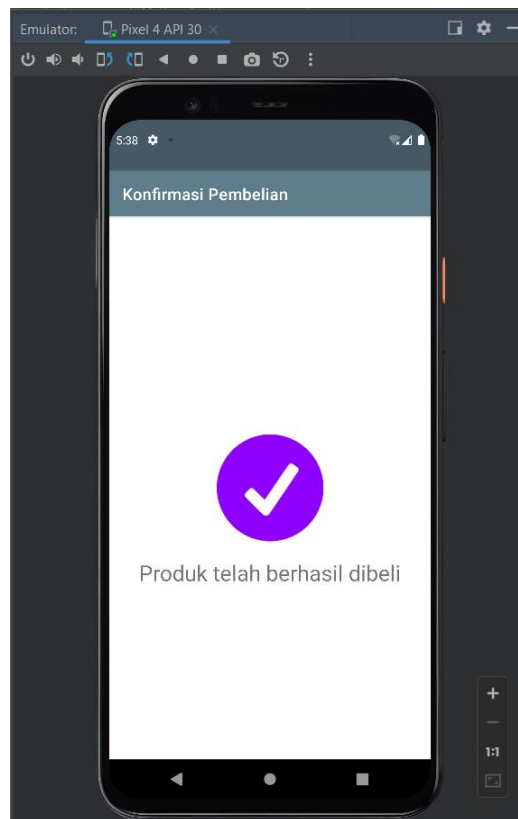 Emulator: Pixel 4 API 30
5:38
Konfirmasi Pembelian
Produk telah berhasil dibeli
1:1